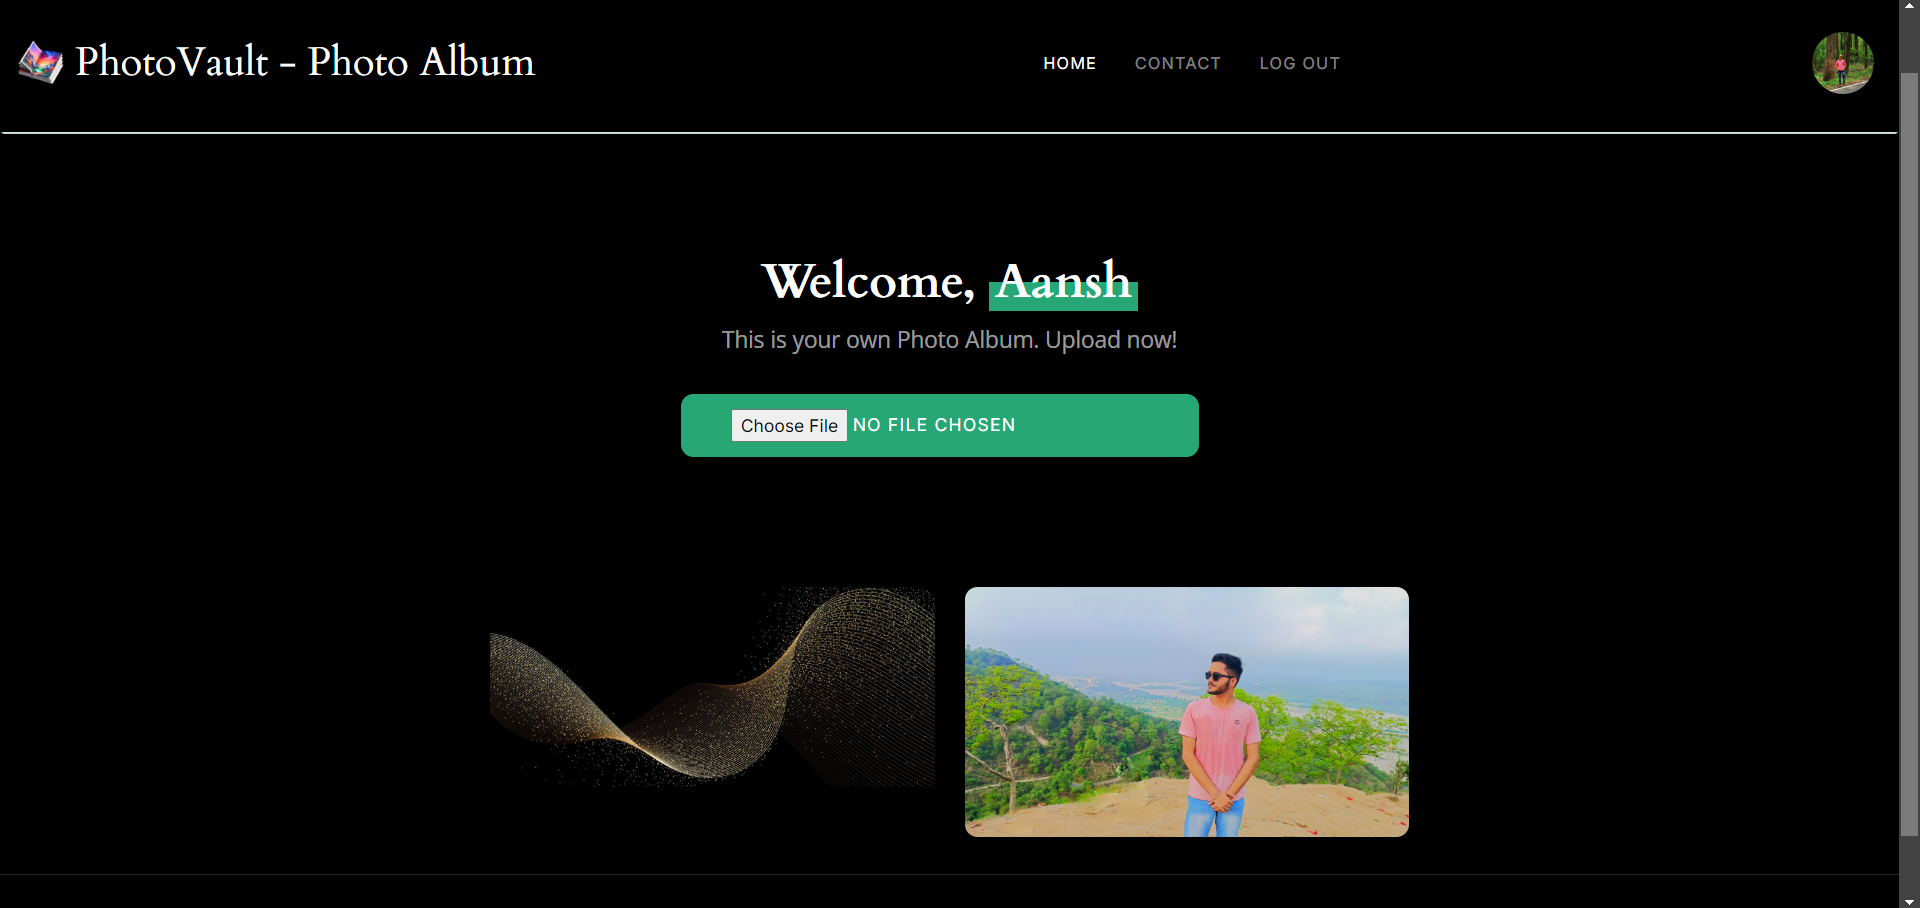 PhotoVault - Photo Album
HOME
CONTACT
LOG OUT
Welcome, Aansh
This is your own Photo Album. Upload now!
Choose File NO FILE CHOSEN